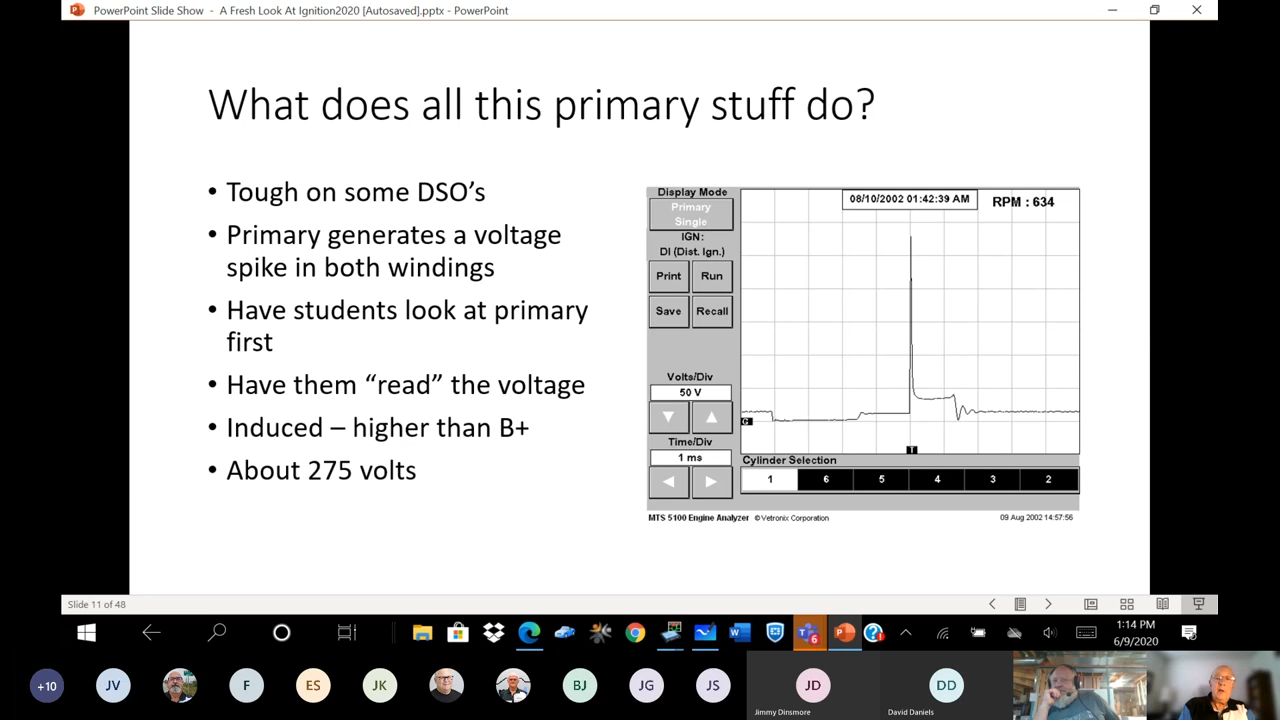 PowerPoint Slide Show - A Fresh Look At Ignition2020 [Autosaved].pptx - PowerPoint
What does all this primary stuff do?
• Tough on some DSO's
• Primary generates a voltage
spike in both windings
• Have students look at primary
first
• Have them “read” the voltage
• Induced – higher than B+
• About 275 volts
Display Mode
Primary
Single
IGN:
DI (Dist. Ign.)
Print Run
Save Recall
Volts/Div
50 V
Time/Div
1 ms
08/10/2002 01:42:39 AM
RPM : 634
G
T
Cylinder Selection
1 6 5 4 3 2
MTS 5100 Engine Analyzer © Vetronix Corporation
09 Aug 2002 14:57:56
Slide 11 of 48
1:14 PM
6/9/2020
+10 JV F ES JK BJ JG JS JD DD
Jimmy Dinsmore
David Daniels